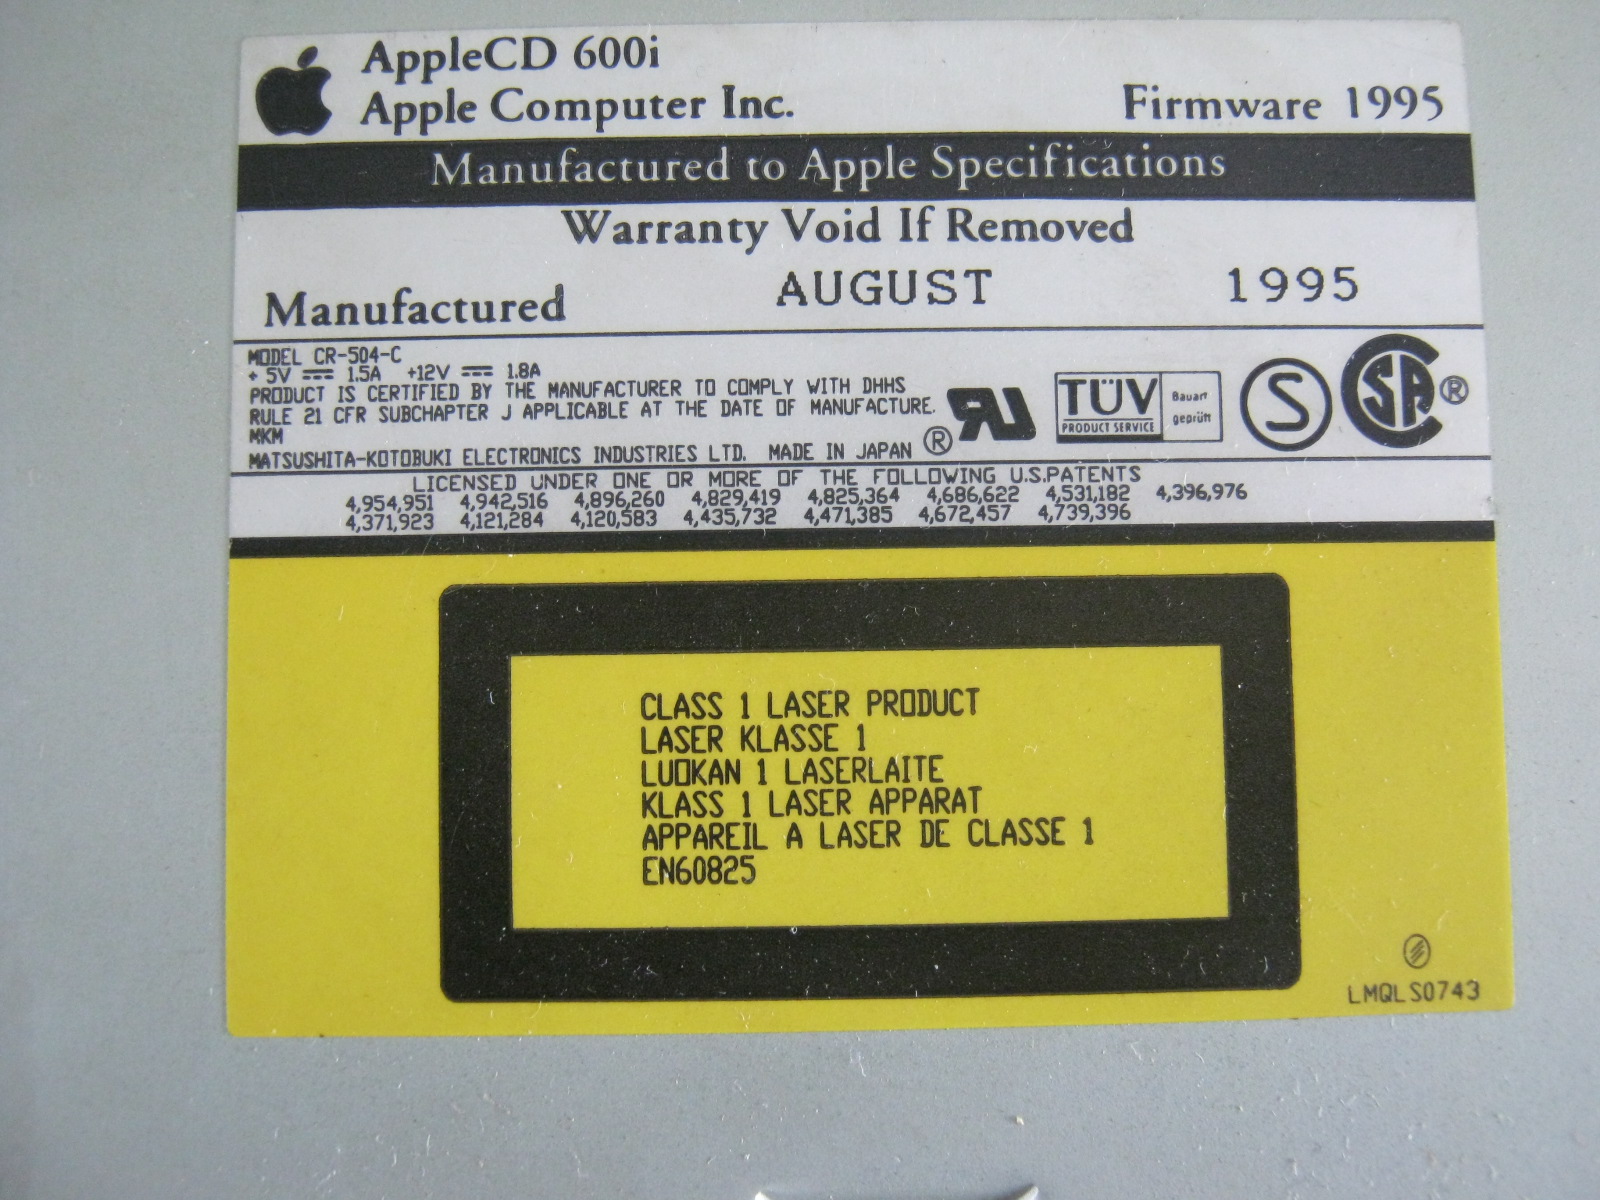 AppleCD 600i
Apple Computer Inc. Firmware 1995
Manufactured to Apple Specifications
Warranty Void If Removed
Manufactured AUGUST 1995
MODEL CR-504-C
+ 5V 1.5A +12V 1.8A
PRODUCT IS CERTIFIED BY THE MANUFACTURER TO COMPLY WITH DHHS
RULE 21 CFR SUBCHAPTER J APPLICABLE AT THE DATE OF MANUFACTURE.
MKM
MATSUSHITA-KOTOBUKI ELECTRONICS INDUSTRIES LTD. MADE IN JAPAN
® RU
TÜV
PRODUCT SERVICE
Bauart
geprüft
S
SA ®
LICENSED UNDER ONE OR MORE OF THE FOLLOWING U.S.PATENTS
4,954,951 4,942,516 4,896,260 4,829,419 4,825,364 4,686,622 4,531,182 4,396,976
4,371,923 4,121,284 4,120,583 4,435,732 4,471,385 4,672,457 4,739,396
CLASS 1 LASER PRODUCT
LASER KLASSE 1
LUOKAN 1 LASERLAITE
KLASS 1 LASER APPARAT
APPAREIL A LASER DE CLASSE 1
EN60825
LMQLS0743